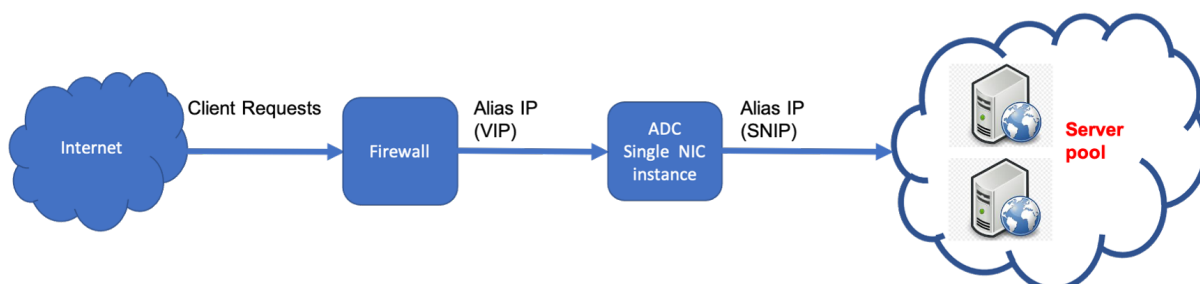 Internet
Client Requests
Firewall
Alias IP
(VIP)
ADC
Single NIC
instance
Alias IP
(SNIP)
Server
pool